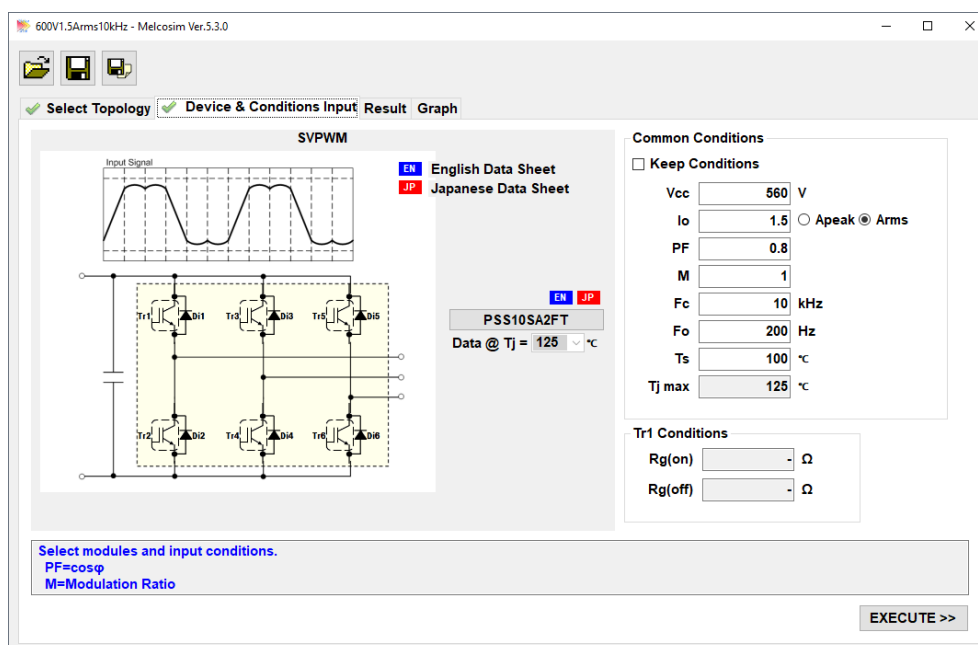 600V1.5Arms10kHz - Melcosim Ver.5.3.0
Select Topology Device & Conditions Input Result Graph
SVPWM
Input Signal
EN English Data Sheet
JP Japanese Data Sheet
Tr1 Di1 Tr3 Di3 Tr5 Di5
Tr2 Di2 Tr4 Di4 Tr6 Di6
EN JP
PSS10SA2FT
Data @ Tj = 125 ℃
Common Conditions
Keep Conditions
Vcc 560 V
Io 1.5 Apeak Arms
PF 0.8
M 1
Fc 10 kHz
Fo 200 Hz
Ts 100 ℃
Tj max 125 ℃
Tr1 Conditions
Rg(on) - Ω
Rg(off) - Ω
Select modules and input conditions.
PF=cosφ
M=Modulation Ratio
EXECUTE >>